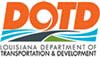 DOTD
LOUISIANA DEPARTMENT OF
TRANSPORTATION & DEVELOPMENT